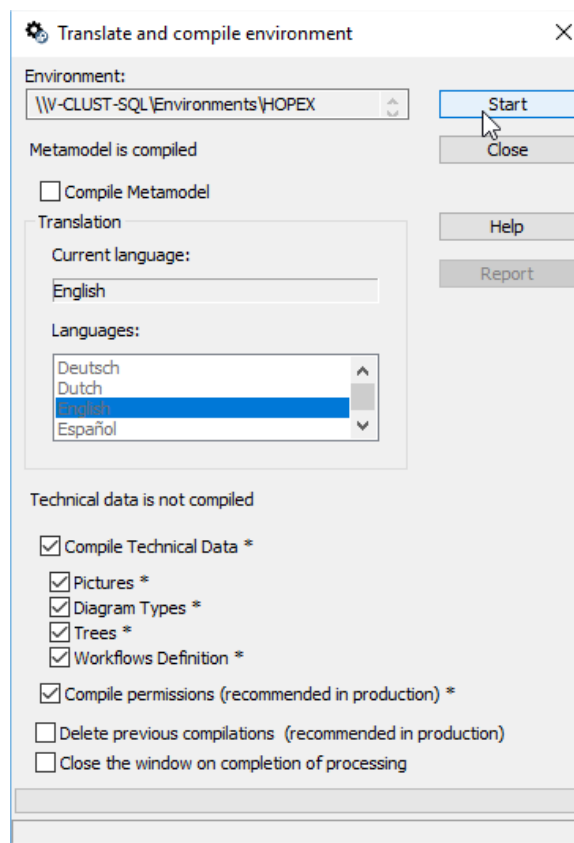 Translate and compile environment
Environment:
\\V-CLUST-SQL\Environments\HOPEX
Start
Metamodel is compiled
Close
Compile Metamodel
Translation
Help
Current language:
Report
English
Languages:
Deutsch
Dutch
English
Español
Technical data is not compiled
Compile Technical Data *
Pictures *
Diagram Types *
Trees *
Workflows Definition *
Compile permissions (recommended in production) *
Delete previous compilations (recommended in production)
Close the window on completion of processing